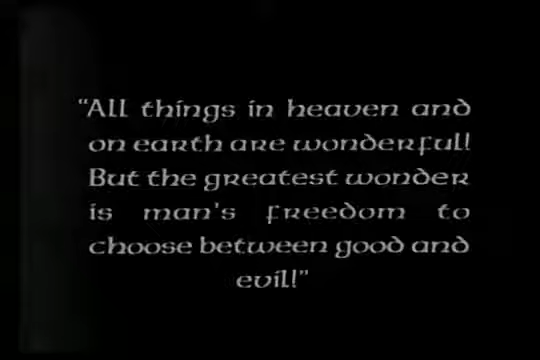 "All things in heaven and
on earth are wonderful!
But the greatest wonder
is man's freedom to
choose between good and
evil!"